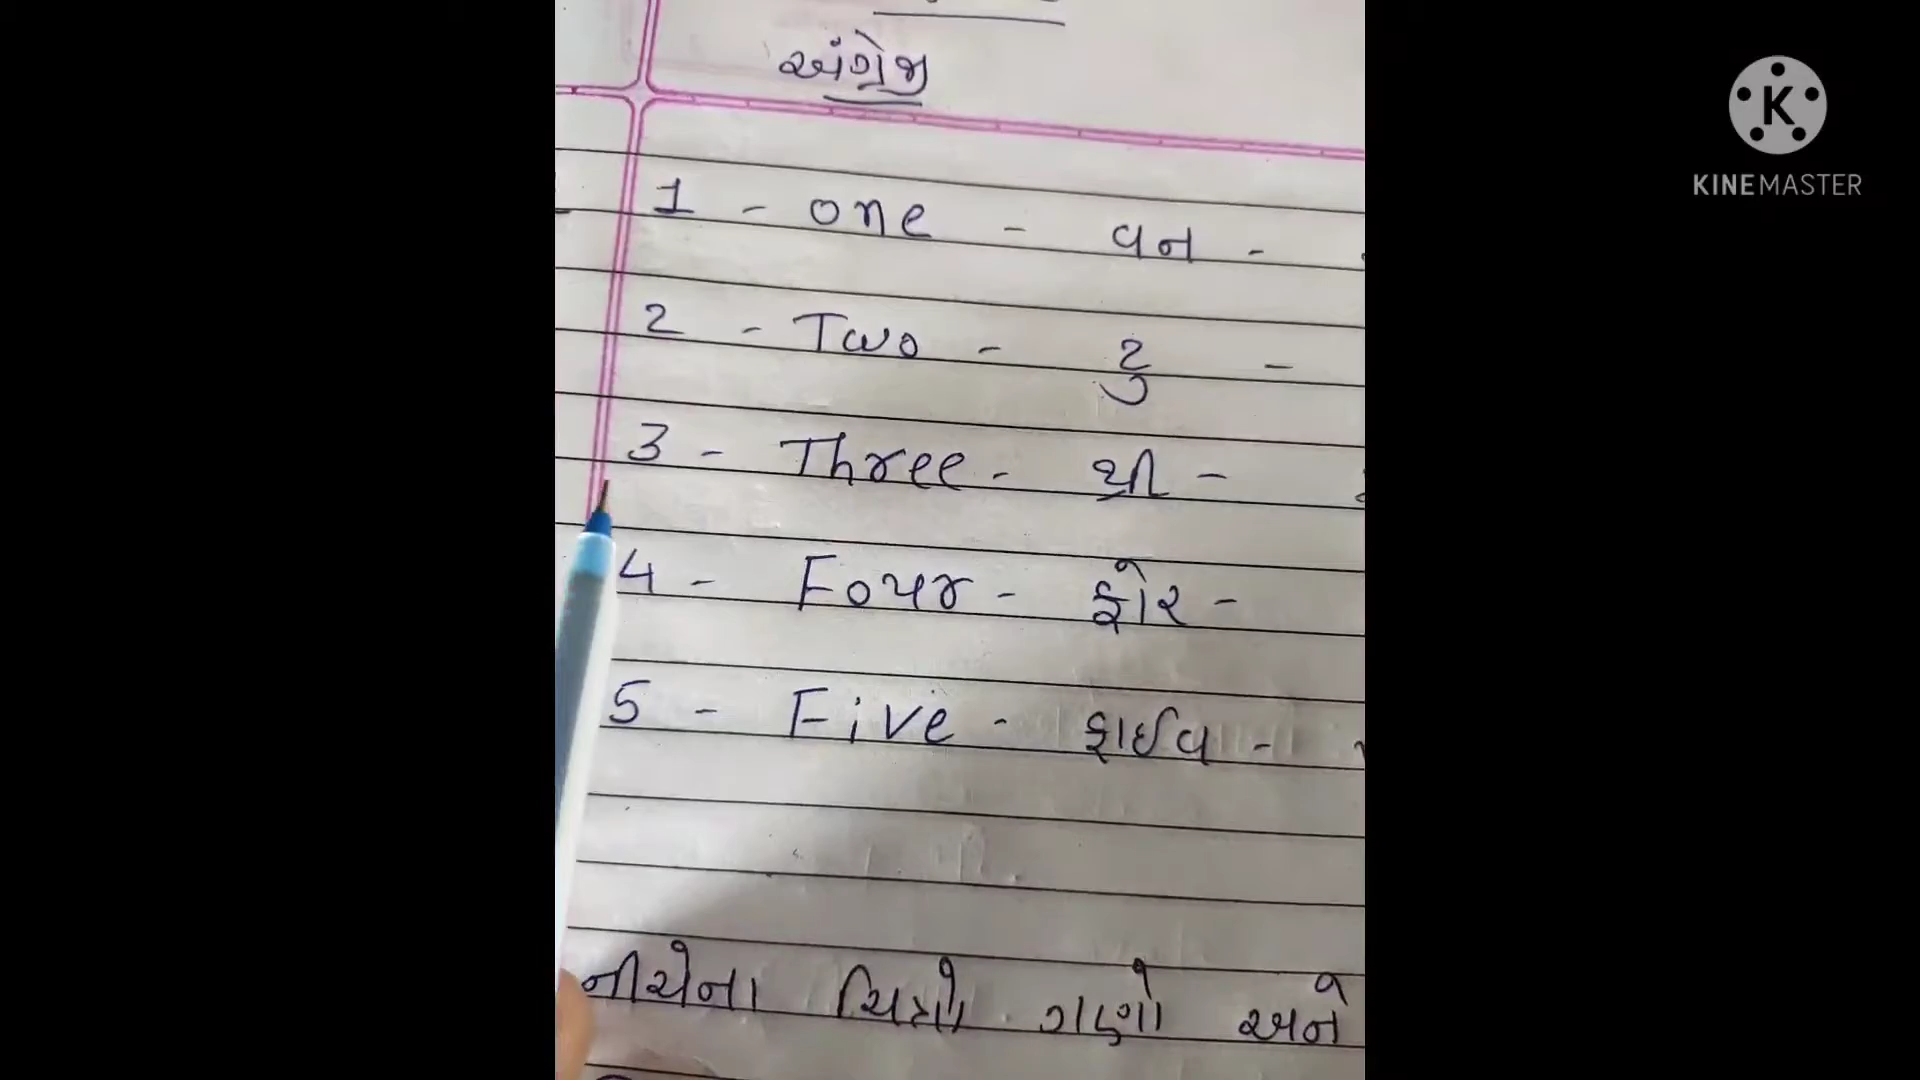 અંગ્રેજી
1 - one - વન -
2 - Two - ટુ -
3 - Three - થ્રી -
4 - Four - ફોર -
5 - Five - ફાઈવ -
નીચેના ચિત્રો ગણો અને
K
KINEMASTER